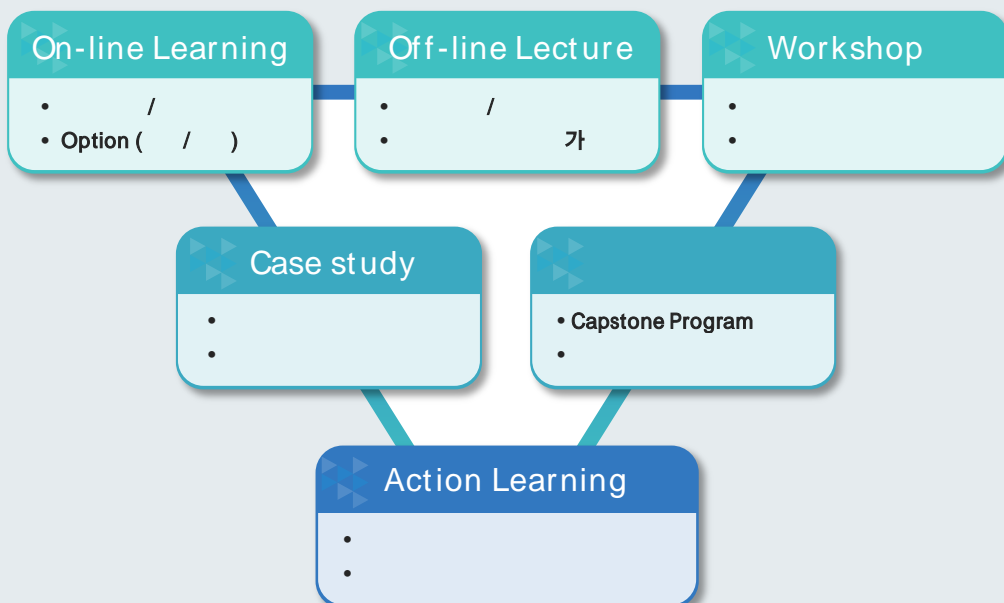 On-line Learning
• /
• Option ( / )
Off-line Lecture
• /
• 가
Workshop
•
•
Case study
•
•
• Capstone Program
•
Action Learning
•
•